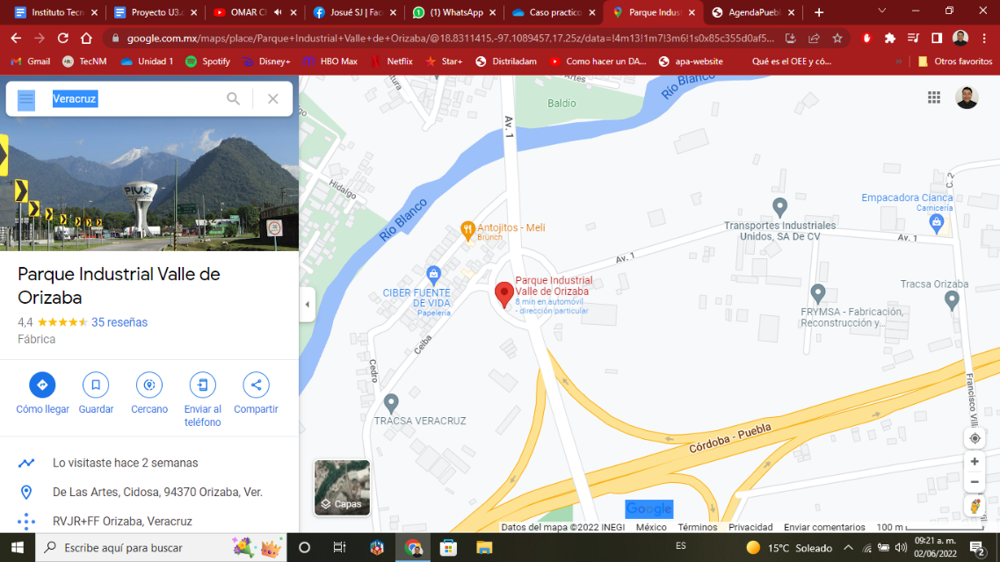 Instituto Tecn
Proyecto U3.c
OMAR C
Josué SJ | Fac
(1) WhatsApp
Caso practico
Parque Indust
AgendaPuebl
google.com.mx/maps/place/Parque+Industrial+Valle+de+Orizaba/@18.8311415,-97.1089457,17.25z/data=!4m13!1m7!3m6!1s0x85c355d0af5...
Gmail
TecNM
Unidad 1
Spotify
Disney+
HBO Max
Netflix
Star+
Distriladam
Como hacer un DA...
apa-website
Qué es el OEE y có...
»
Otros favoritos
Veracruz
PIVO
Parque Industrial Valle de
Orizaba
4,4
35 reseñas
Fábrica
Cómo llegar
Guardar
Cercano
Enviar al
teléfono
Compartir
Lo visitaste hace 2 semanas
De Las Artes, Cidosa, 94370 Orizaba, Ver.
RVJR+FF Orizaba, Veracruz
Artes
Baldio
Río Blanco
Av. 1
Hidalgo
Río Blanco
Antojitos - Meli
Brunch
CIBER FUENTE
DE VIDA
Papelería
Parque Industrial
Valle de Orizaba
8 min en automóvil
- dirección particular
Av. 1
Transportes Industriales
Unidos, SA De CV
C. 2
Empacadora Cianca
Carnicería
Av. 1
Tracsa Orizaba
FRYMSA - Fabricación,
Reconstrucción y...
Ceiba
Cedro
TRACSA VERACRUZ
Córdoba - Puebla
Francisco Vill
Capas
Google
Datos del mapa ©2022 INEGI
México
Términos
Privacidad
Enviar comentarios
100 m
Escribe aquí para buscar
ES
15°C Soleado
09:21 a. m.
02/06/2022
2